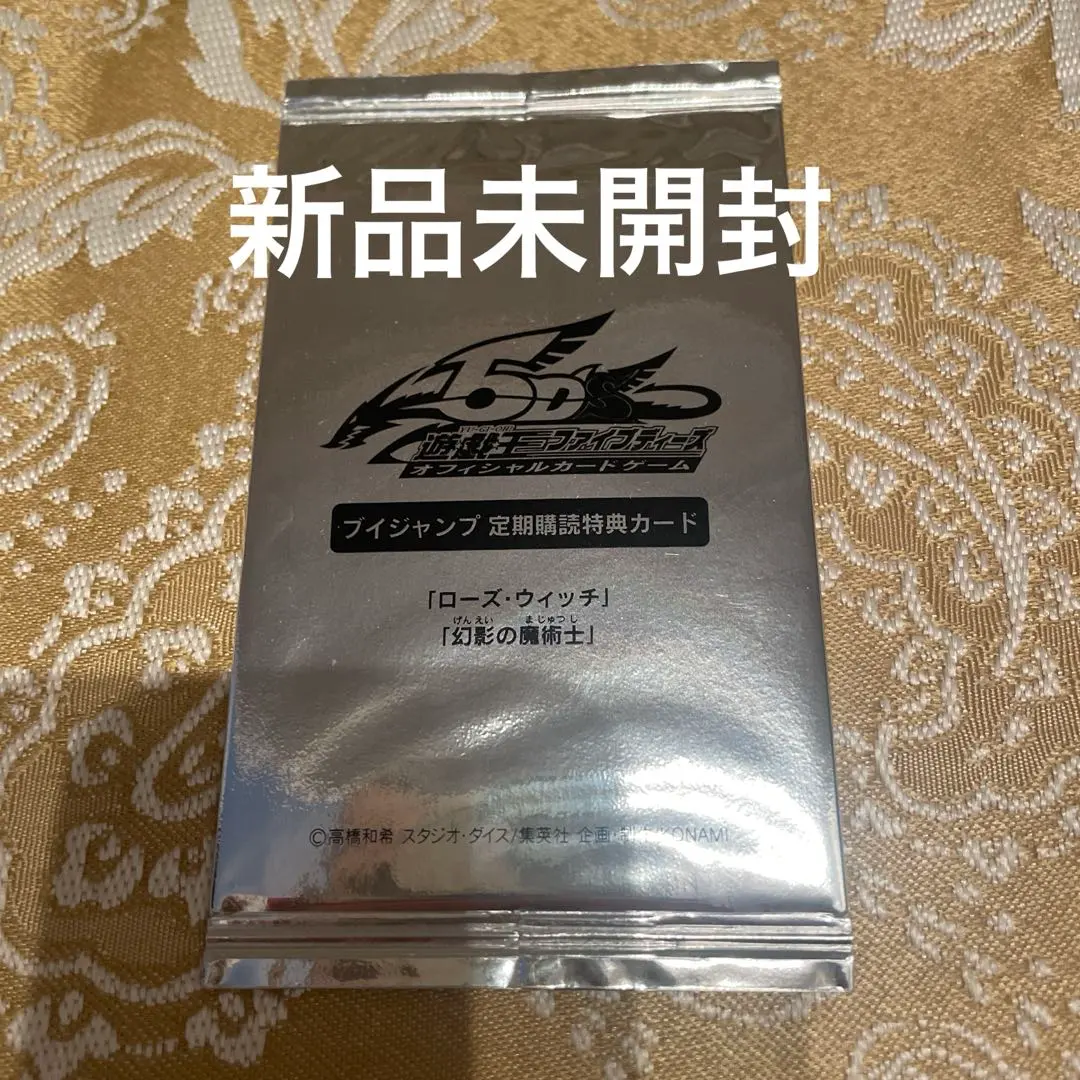 新品未開封
5D's
YU-GI-OH!
遊戯王ファイブディーズ
オフィシャルカードゲーム
ブイジャンプ 定期購読特典カード
「ローズ・ウィッチ」
げんえい まじゅつし
「幻影の魔術士」
©高橋和希 スタジオ・ダイス/集英社 企画・制作/KONAMI